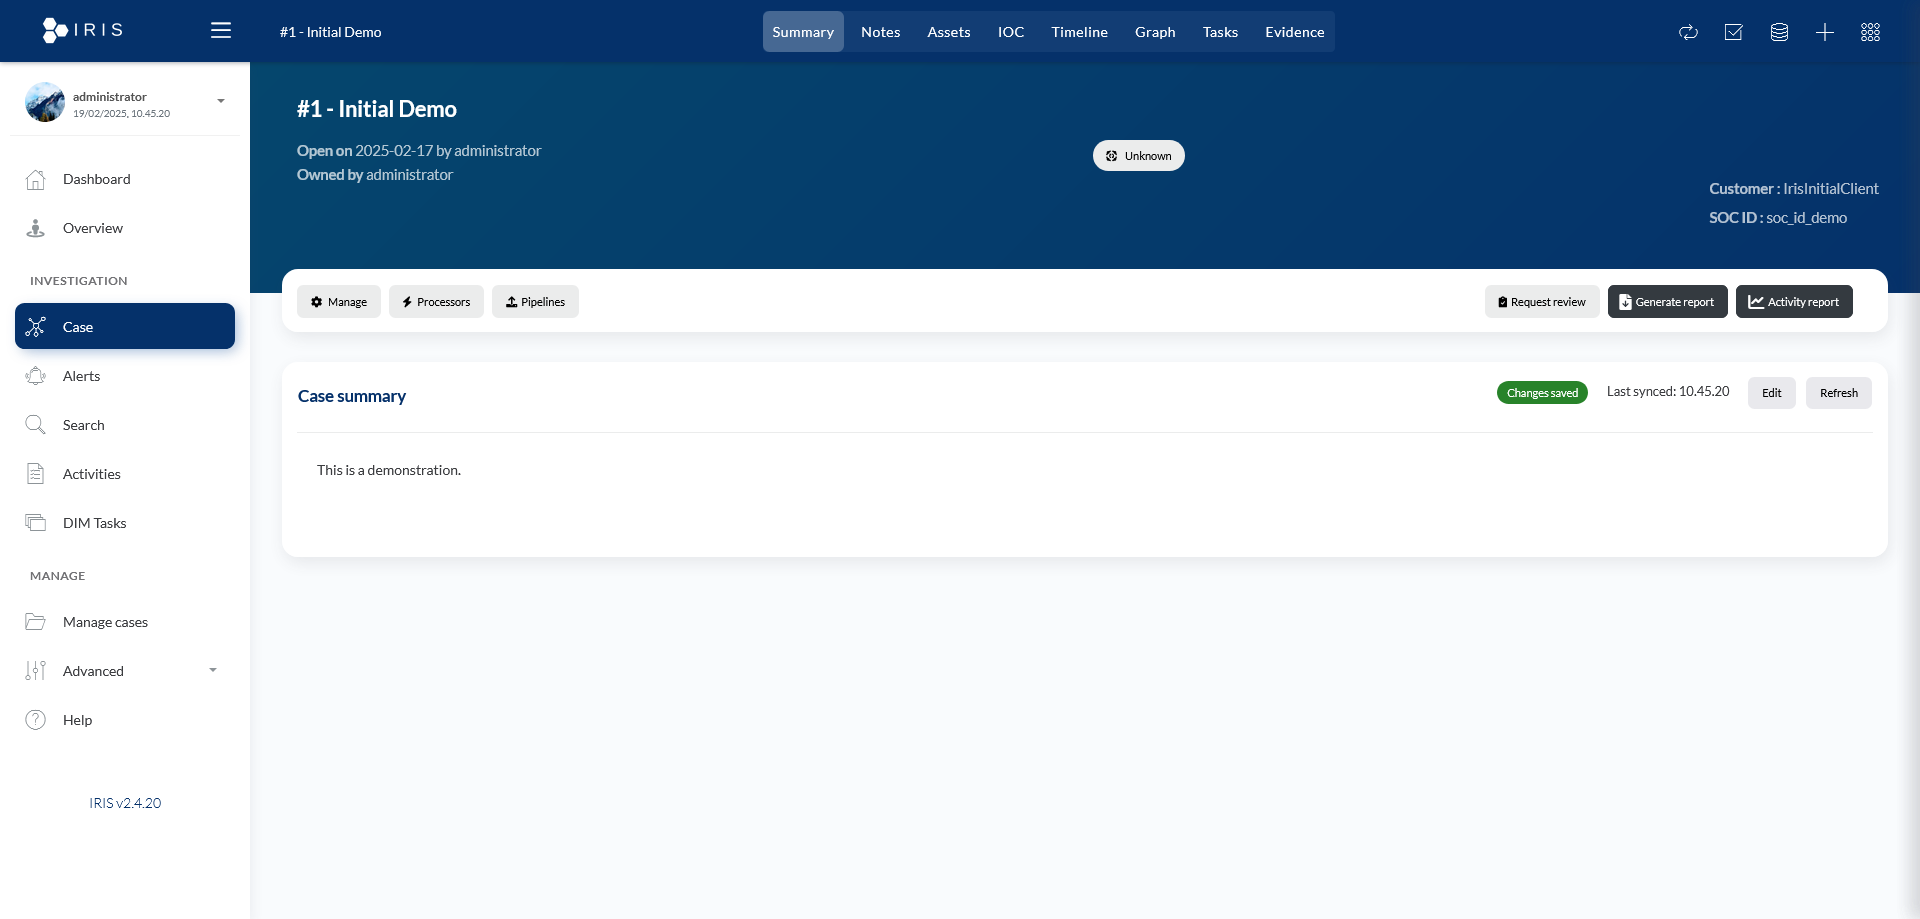 IRIS
#1 - Initial Demo
Summary
Notes
Assets
IOC
Timeline
Graph
Tasks
Evidence
administrator
19/02/2025, 10.45.20
Dashboard
Overview
INVESTIGATION
Case
Alerts
Search
Activities
DIM Tasks
MANAGE
Manage cases
Advanced
Help
IRIS v2.4.20
#1 - Initial Demo
Open on 2025-02-17 by administrator
Owned by administrator
Unknown
Customer : IrisInitialClient
SOC ID : soc_id_demo
Manage
Processors
Pipelines
Request review
Generate report
Activity report
Case summary
Changes saved
Last synced: 10.45.20
Edit
Refresh
This is a demonstration.